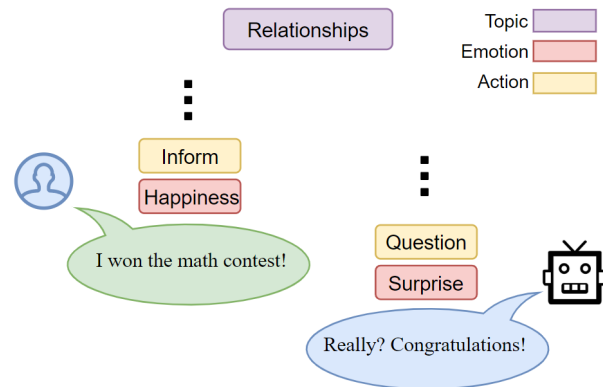 Relationships
Topic
Emotion
Action
Inform
Happiness
I won the math contest!
Question
Surprise
Really? Congratulations!